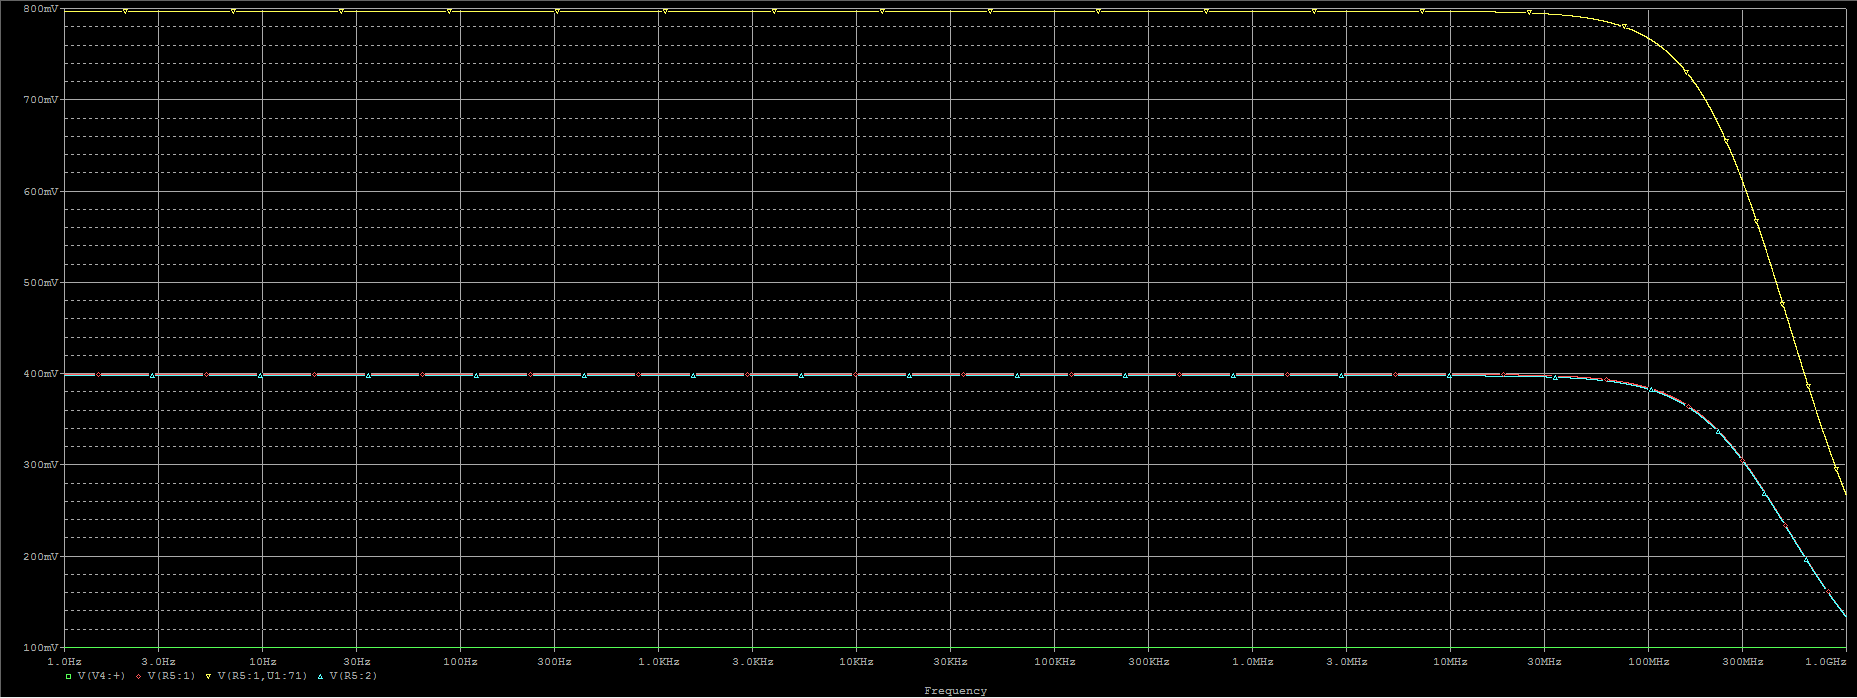 800mV
700mV
600mV
500mV
400mV
300mV
200mV
100mV
1.0Hz 3.0Hz 10Hz 30Hz 100Hz 300Hz 1.0KHz 3.0KHz 10KHz 30KHz 100KHz 300KHz 1.0MHz 3.0MHz 10MHz 30MHz 100MHz 300MHz 1.0GHz
V(V4:+) V(R5:1) V(R5:1,U1:71) V(R5:2)
Frequency